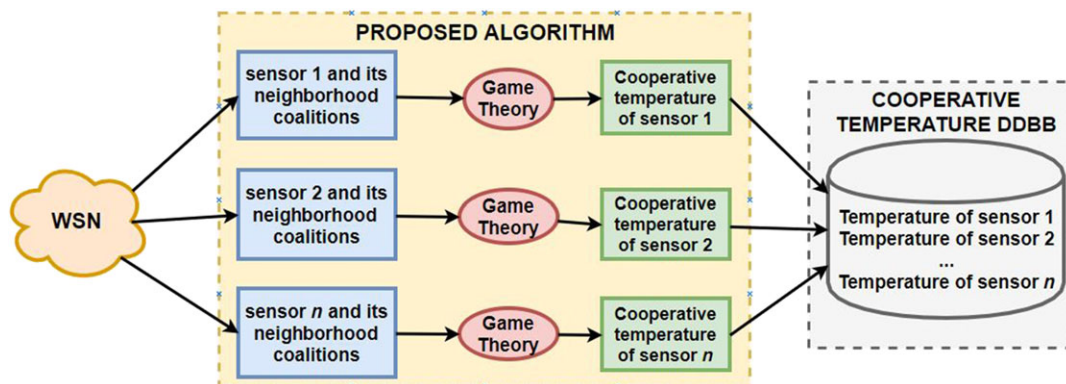 PROPOSED ALGORITHM
WSN
sensor 1 and its
neighborhood
coalitions
Game
Theory
Cooperative
temperature
of sensor 1
sensor 2 and its
neighborhood
coalitions
Game
Theory
Cooperative
temperature
of sensor 2
sensor n and its
neighborhood
coalitions
Game
Theory
Cooperative
temperature
of sensor n
COOPERATIVE
TEMPERATURE DDBB
Temperature of sensor 1
Temperature of sensor 2
...
Temperature of sensor n